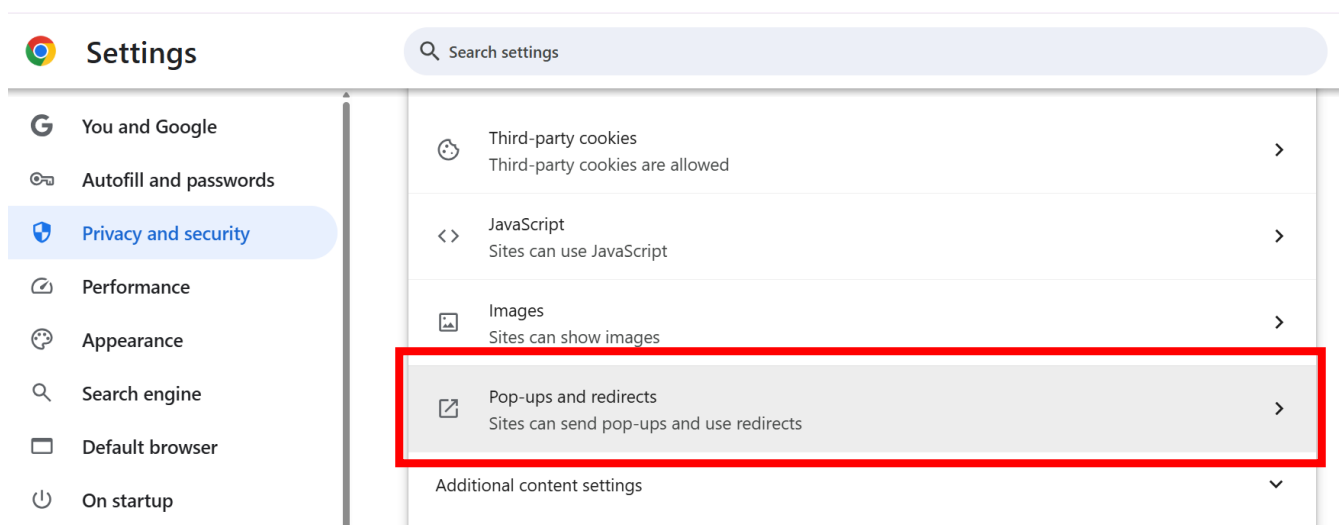 Settings
Search settings
You and Google
Autofill and passwords
Privacy and security
Performance
Appearance
Search engine
Default browser
On startup
Third-party cookies
Third-party cookies are allowed
JavaScript
Sites can use JavaScript
Images
Sites can show images
Pop-ups and redirects
Sites can send pop-ups and use redirects
Additional content settings